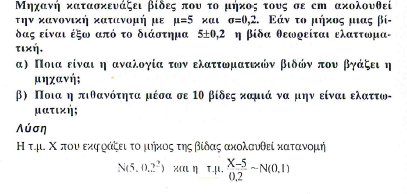 Μηχανή κατασκευάζει βίδες που το μήκος τους σε cm ακολουθεί
την κανονική κατανομή με μ=5 και σ=0,2. Εάν το μήκος μιας βί-
δας είναι έξω από το διάστημα 5±0,2 η βίδα θεωρείται ελαττωμα-
τική.
α) Ποια είναι η αναλογία των ελαττωματικών βιδών που βγάζει η
μηχανή;
β) Ποια η πιθανότητα μέσα σε 10 βίδες καμιά να μην είναι ελαττω-
ματική;
Λύση
Η τ.μ. Χ που εκφράζει το μήκος της βίδας ακολουθεί κατανομή
N(5, 0,2²) και η τ.μ. X−5/0,2 ~N(0,1)